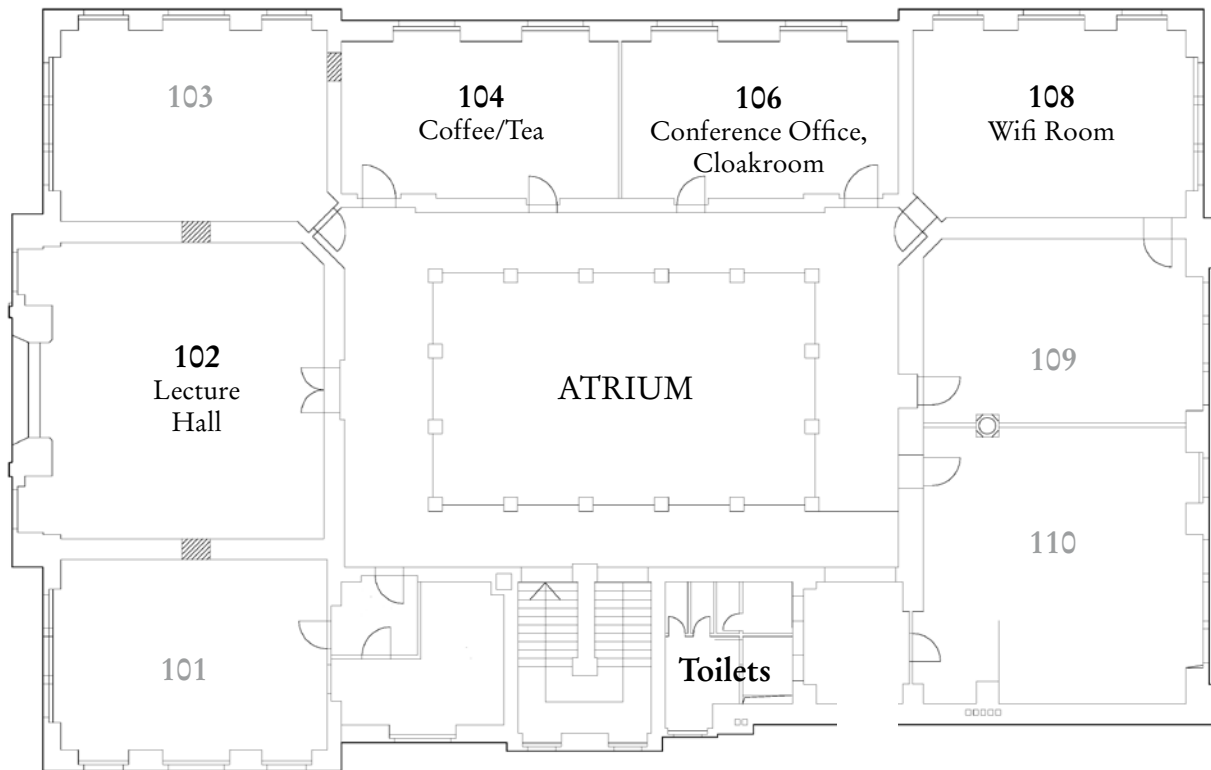 103
104
Coffee/Tea
106
Conference Office,
Cloakroom
108
Wifi Room
102
Lecture
Hall
ATRIUM
109
110
101
Toilets